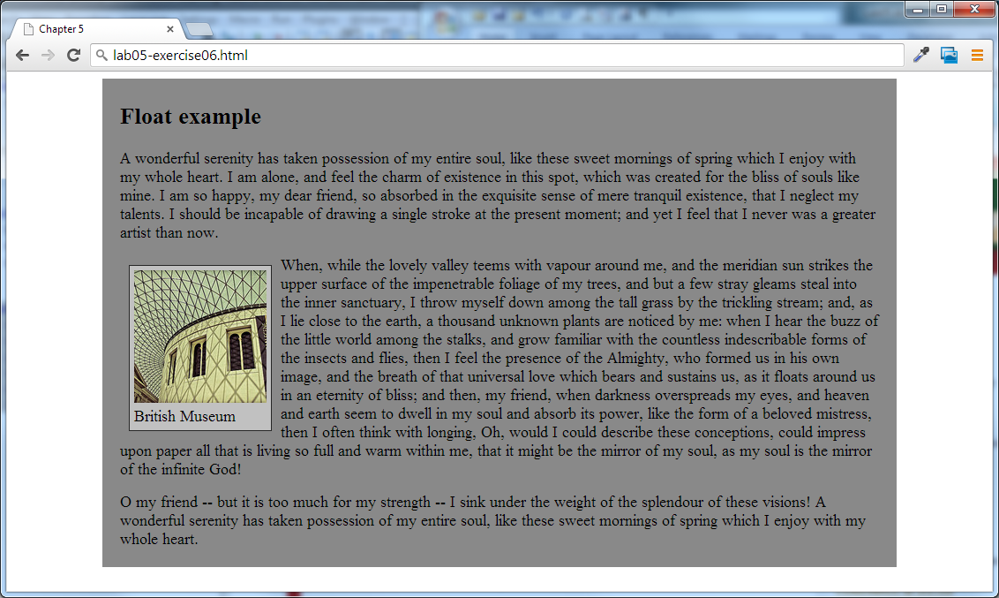 Chapter 5
lab05-exercise06.html
Float example
A wonderful serenity has taken possession of my entire soul, like these sweet mornings of spring which I enjoy with
my whole heart. I am alone, and feel the charm of existence in this spot, which was created for the bliss of souls like
mine. I am so happy, my dear friend, so absorbed in the exquisite sense of mere tranquil existence, that I neglect my
talents. I should be incapable of drawing a single stroke at the present moment; and yet I feel that I never was a greater
artist than now.
When, while the lovely valley teems with vapour around me, and the meridian sun strikes the
upper surface of the impenetrable foliage of my trees, and but a few stray gleams steal into
the inner sanctuary, I throw myself down among the tall grass by the trickling stream; and, as
I lie close to the earth, a thousand unknown plants are noticed by me: when I hear the buzz of
the little world among the stalks, and grow familiar with the countless indescribable forms of
the insects and flies, then I feel the presence of the Almighty, who formed us in his own
image, and the breath of that universal love which bears and sustains us, as it floats around us
in an eternity of bliss; and then, my friend, when darkness overspreads my eyes, and heaven
and earth seem to dwell in my soul and absorb its power, like the form of a beloved mistress,
British Museum
then I often think with longing, Oh, would I could describe these conceptions, could impress
upon paper all that is living so full and warm within me, that it might be the mirror of my soul, as my soul is the mirror
of the infinite God!
O my friend -- but it is too much for my strength -- I sink under the weight of the splendour of these visions! A
wonderful serenity has taken possession of my entire soul, like these sweet mornings of spring which I enjoy with my
whole heart.